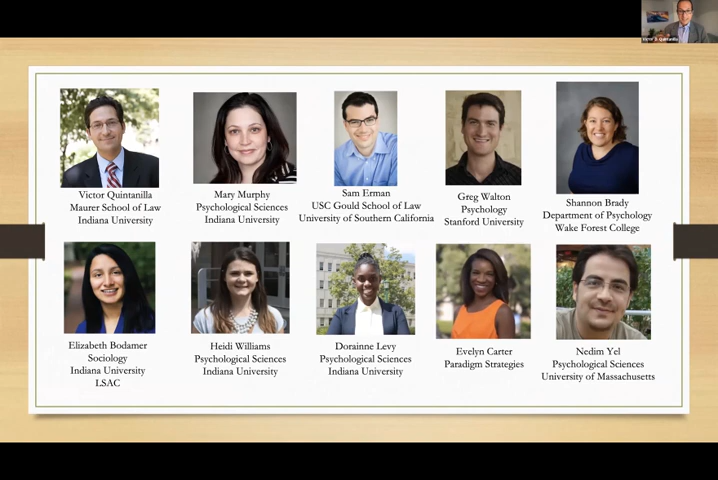 Victor D. Quintanilla
Victor Quintanilla
Maurer School of Law
Indiana University
Mary Murphy
Psychological Sciences
Indiana University
Sam Erman
USC Gould School of Law
University of Southern California
Greg Walton
Psychology
Stanford University
Shannon Brady
Department of Psychology
Wake Forest College
Elizabeth Bodamer
Sociology
Indiana University
LSAC
Heidi Williams
Psychological Sciences
Indiana University
Dorainne Levy
Psychological Sciences
Indiana University
Evelyn Carter
Paradigm Strategies
Nedim Yel
Psychological Sciences
University of Massachusetts